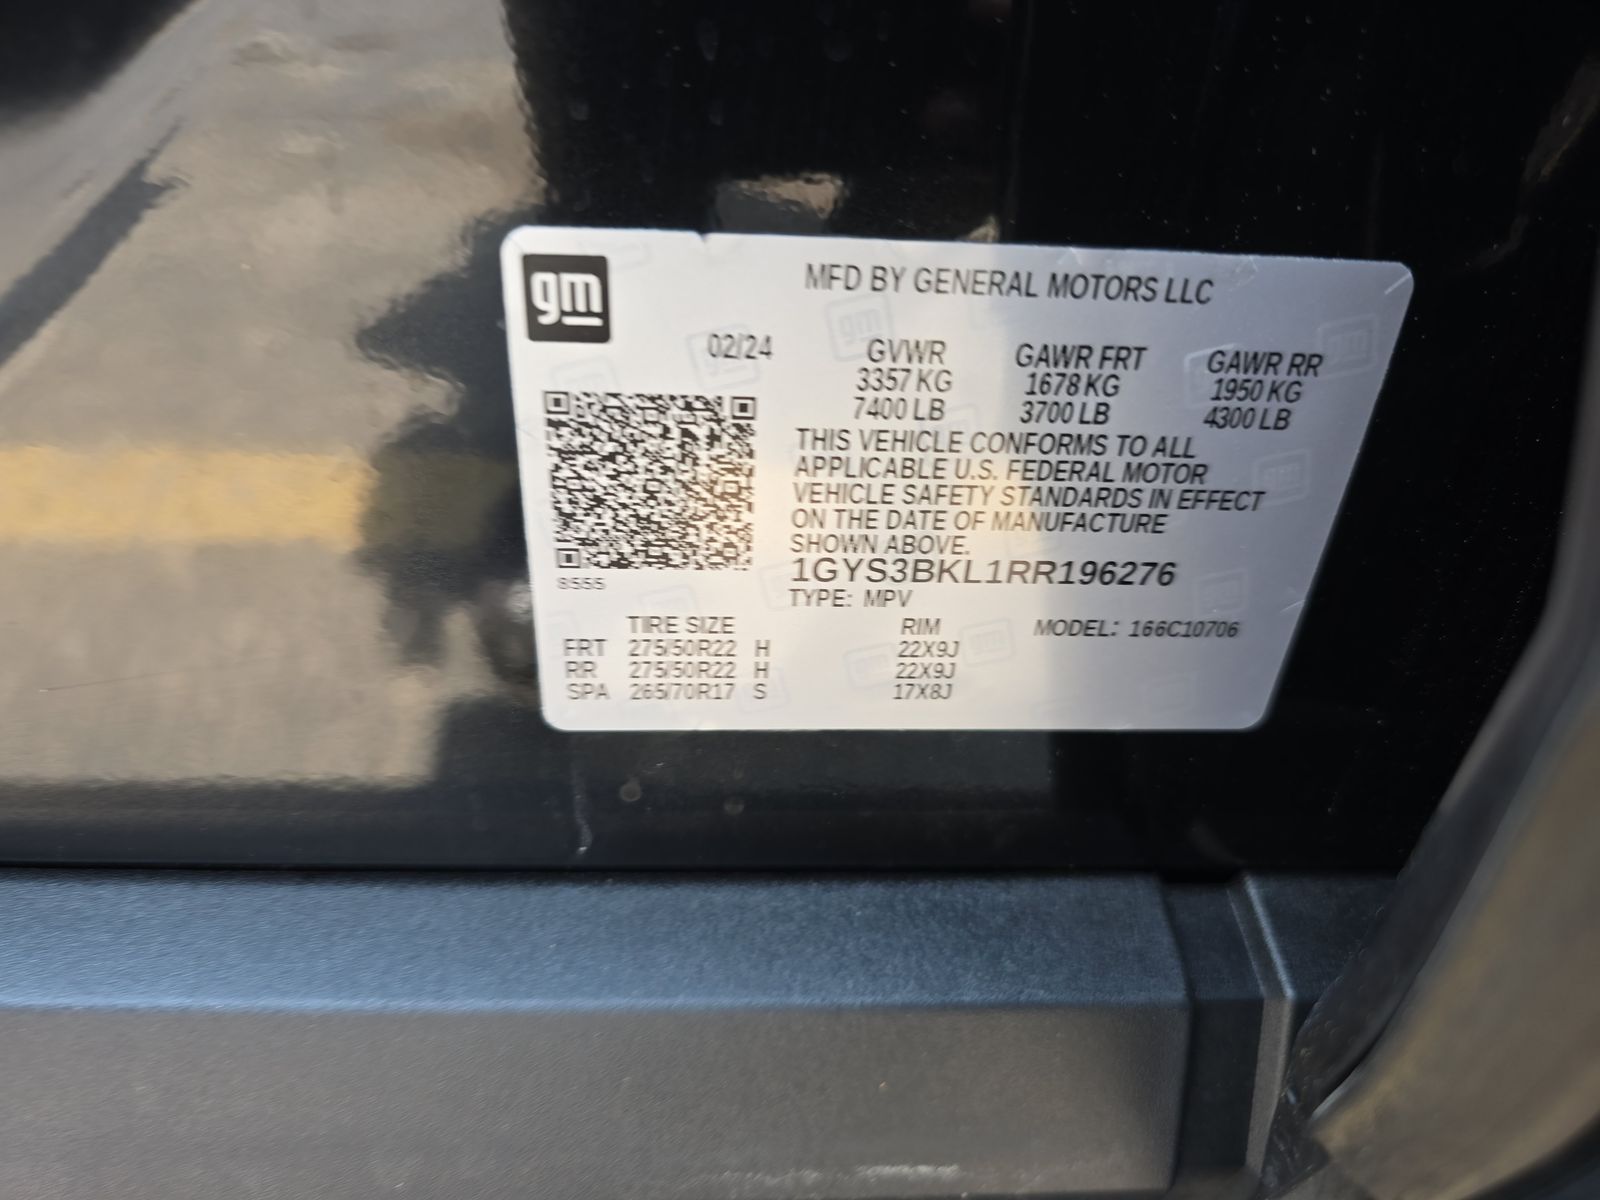 gm
MFD BY GENERAL MOTORS LLC
02/24 GVWR GAWR FRT GAWR RR
3357 KG 1678 KG 1950 KG
7400 LB 3700 LB 4300 LB
THIS VEHICLE CONFORMS TO ALL
APPLICABLE U.S. FEDERAL MOTOR
VEHICLE SAFETY STANDARDS IN EFFECT
ON THE DATE OF MANUFACTURE
SHOWN ABOVE.
1GYS3BKL1RR196276
8555
TYPE: MPV
TIRE SIZE RIM MODEL: 166C10706
FRT 275/50R22 H 22X9J
RR 275/50R22 H 22X9J
SPA 265/70R17 S 17X8J